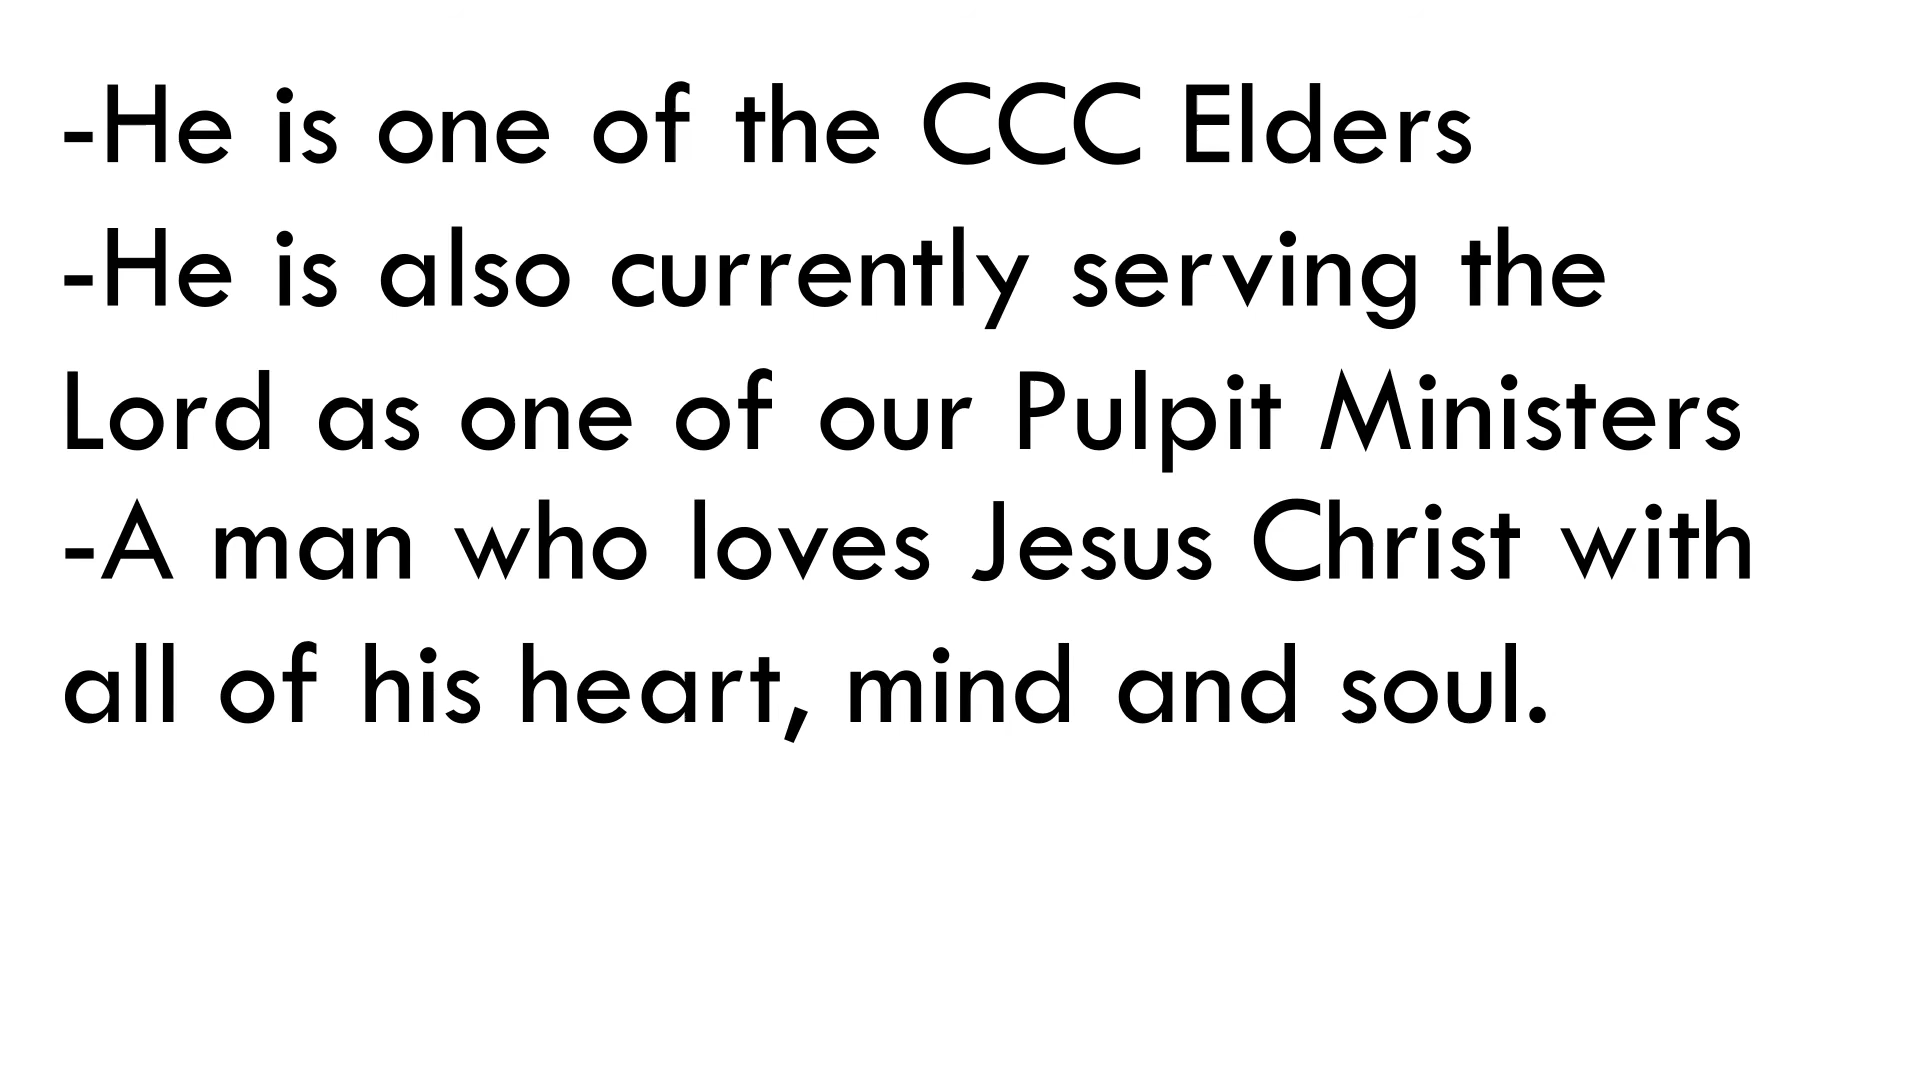 -He is one of the CCC Elders
-He is also currently serving the
Lord as one of our Pulpit Ministers
-A man who loves Jesus Christ with
all of his heart, mind and soul.